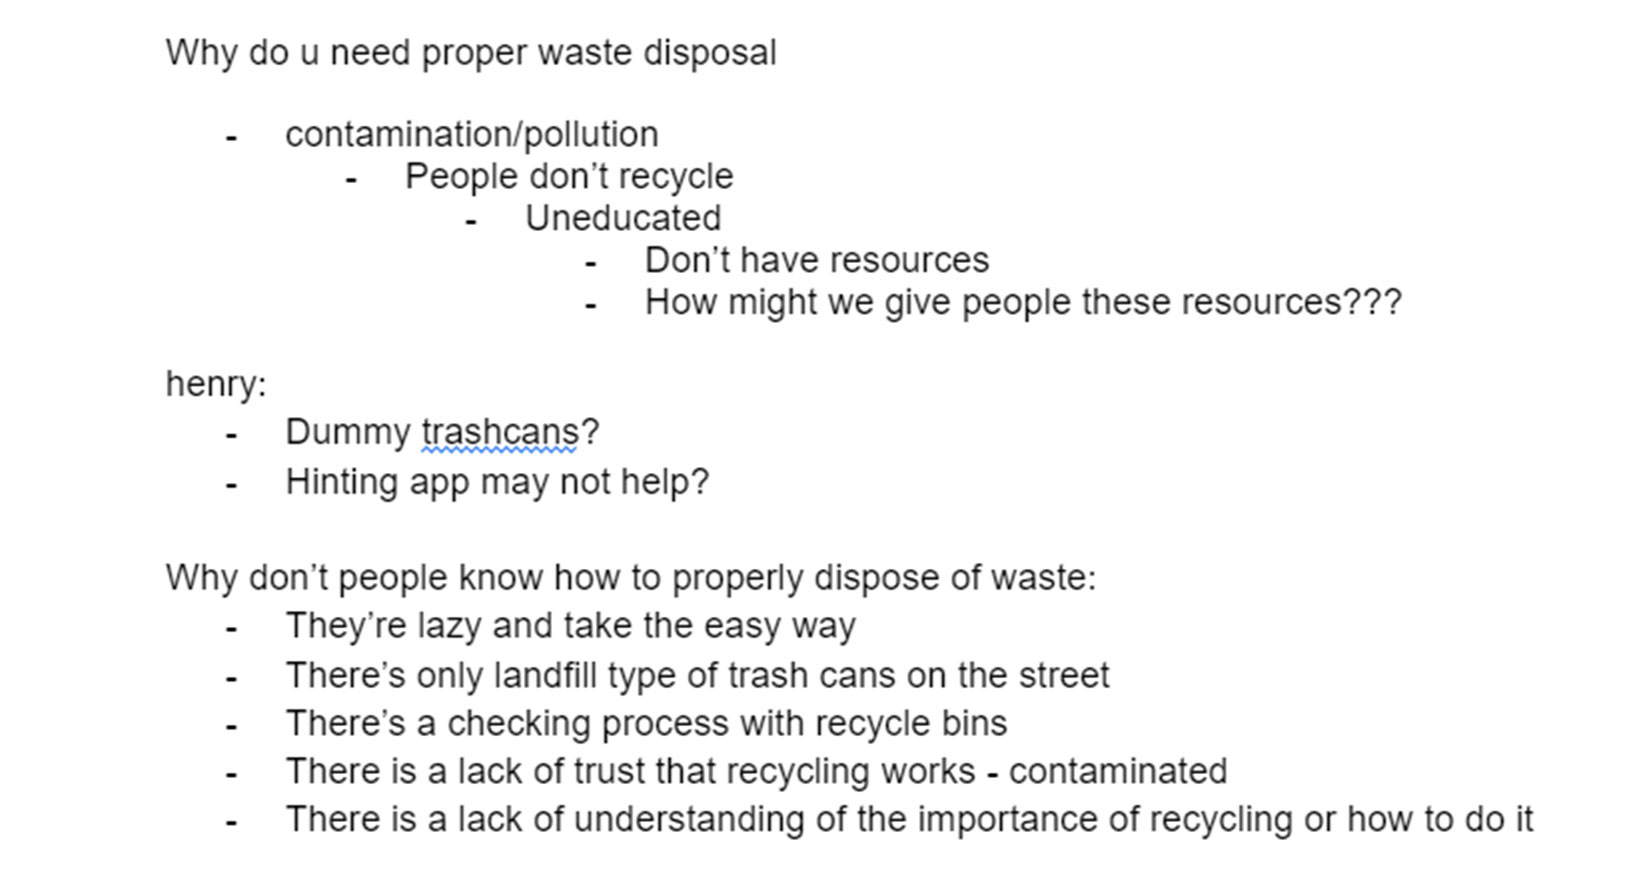 Why do u need proper waste disposal
- contamination/pollution
- People don’t recycle
- Uneducated
- Don’t have resources
- How might we give people these resources???
henry:
- Dummy trashcans?
- Hinting app may not help?
Why don’t people know how to properly dispose of waste:
- They’re lazy and take the easy way
- There’s only landfill type of trash cans on the street
- There’s a checking process with recycle bins
- There is a lack of trust that recycling works - contaminated
- There is a lack of understanding of the importance of recycling or how to do it